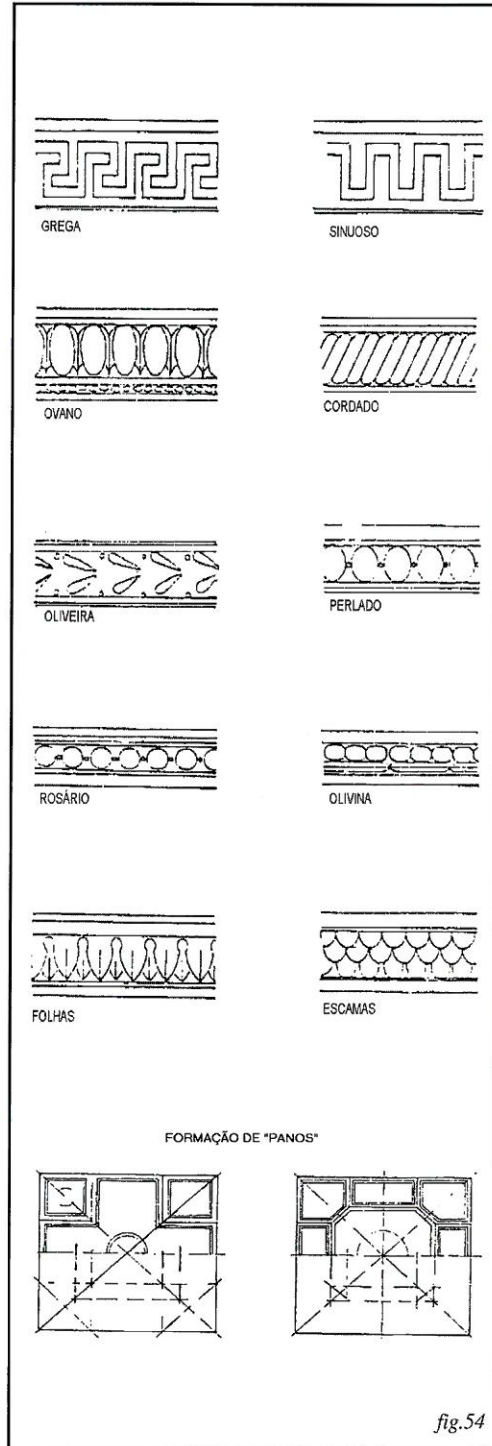 GREGA
SINUOSO
OVANO
CORDADO
OLIVEIRA
PERLADO
ROSÁRIO
OLIVINA
FOLHAS
ESCAMAS
FORMAÇÃO DE "PANOS"
fig.54